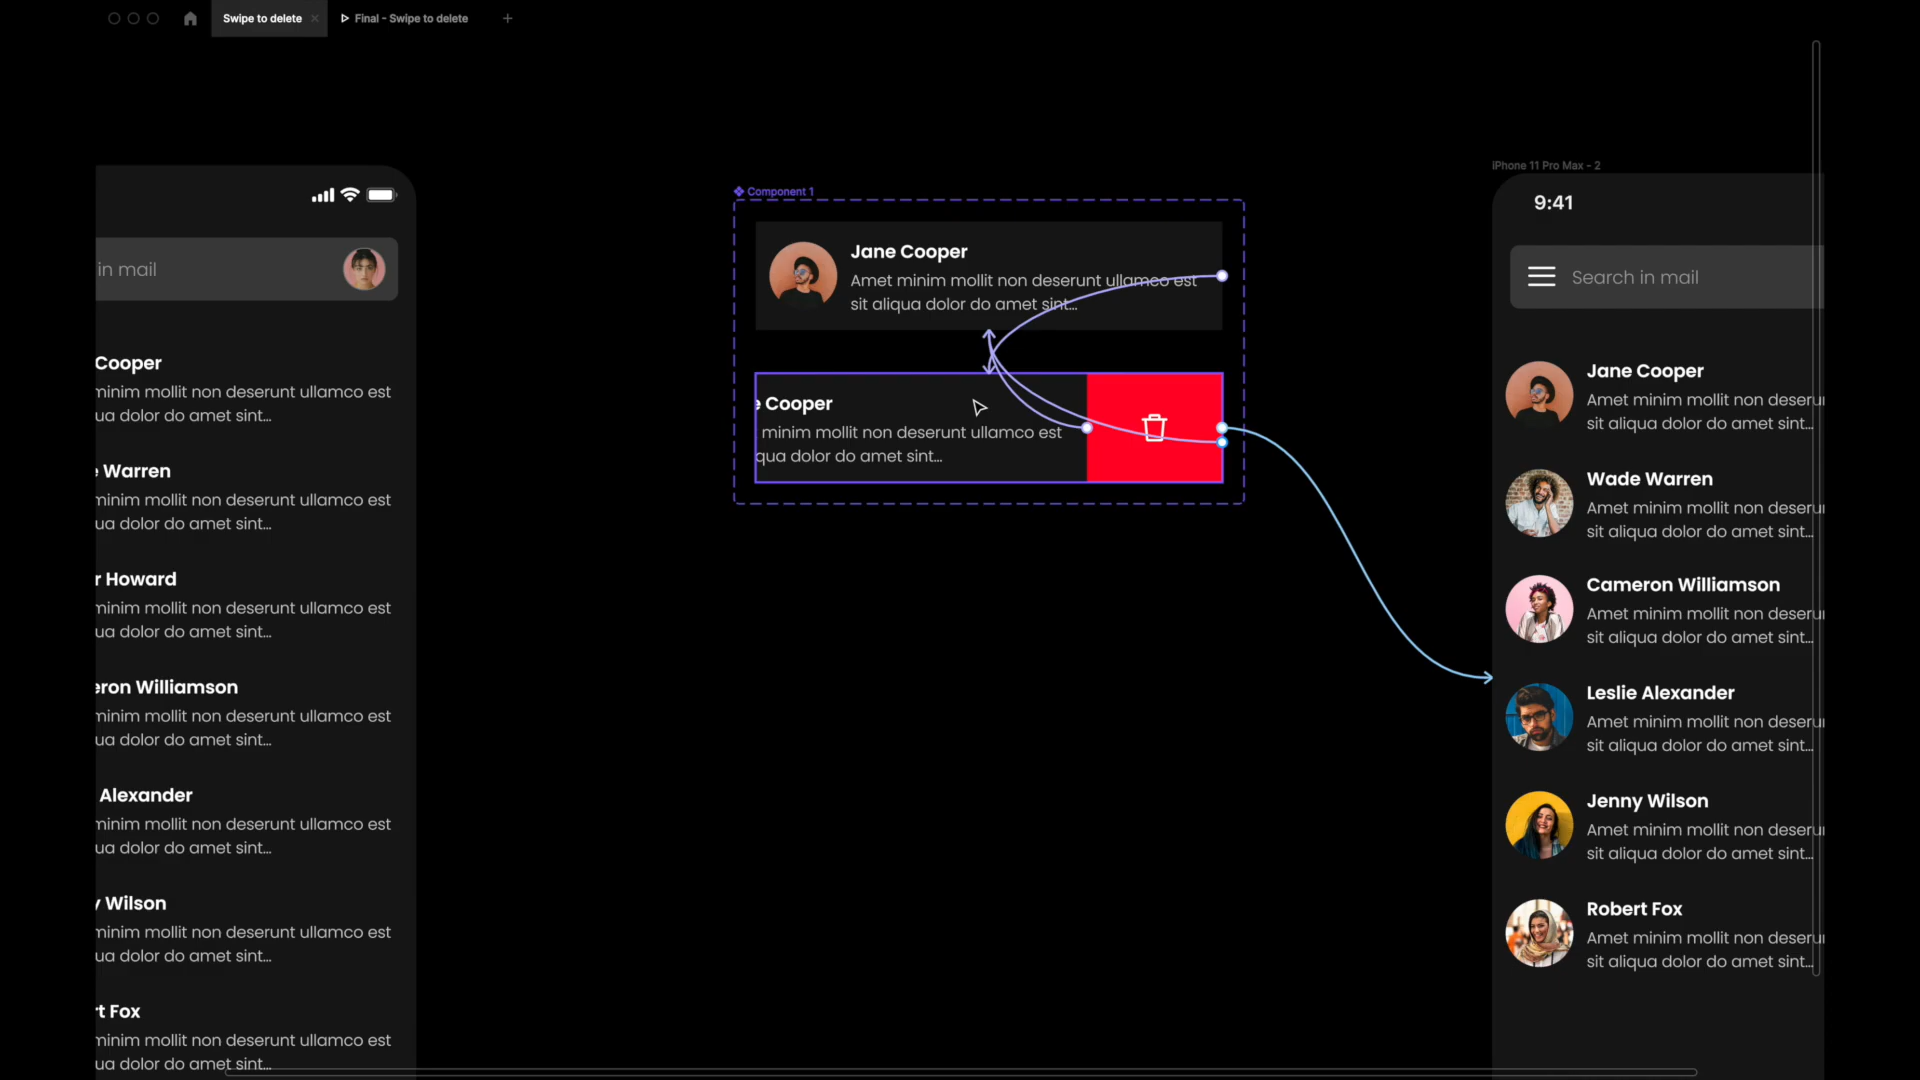 Swipe to delete
Final - Swipe to delete
in mail
Cooper
minim mollit non deserunt ullamco est
ua dolor do amet sint...
e Warren
minim mollit non deserunt ullamco est
ua dolor do amet sint...
r Howard
minim mollit non deserunt ullamco est
ua dolor do amet sint...
eron Williamson
minim mollit non deserunt ullamco est
ua dolor do amet sint...
Alexander
minim mollit non deserunt ullamco est
ua dolor do amet sint...
y Wilson
minim mollit non deserunt ullamco est
ua dolor do amet sint...
rt Fox
minim mollit non deserunt ullamco est
ua dolor do amet sint...
Component 1
Jane Cooper
Amet minim mollit non deserunt ullamco est
sit aliqua dolor do amet sint...
e Cooper
minim mollit non deserunt ullamco est
qua dolor do amet sint...
iPhone 11 Pro Max - 2
9:41
Search in mail
Jane Cooper
Amet minim mollit non deseru
sit aliqua dolor do amet sint...
Wade Warren
Amet minim mollit non deseru
sit aliqua dolor do amet sint...
Cameron Williamson
Amet minim mollit non deseru
sit aliqua dolor do amet sint...
Leslie Alexander
Amet minim mollit non deseru
sit aliqua dolor do amet sint...
Jenny Wilson
Amet minim mollit non deseru
sit aliqua dolor do amet sint...
Robert Fox
Amet minim mollit non deseru
sit aliqua dolor do amet sint...